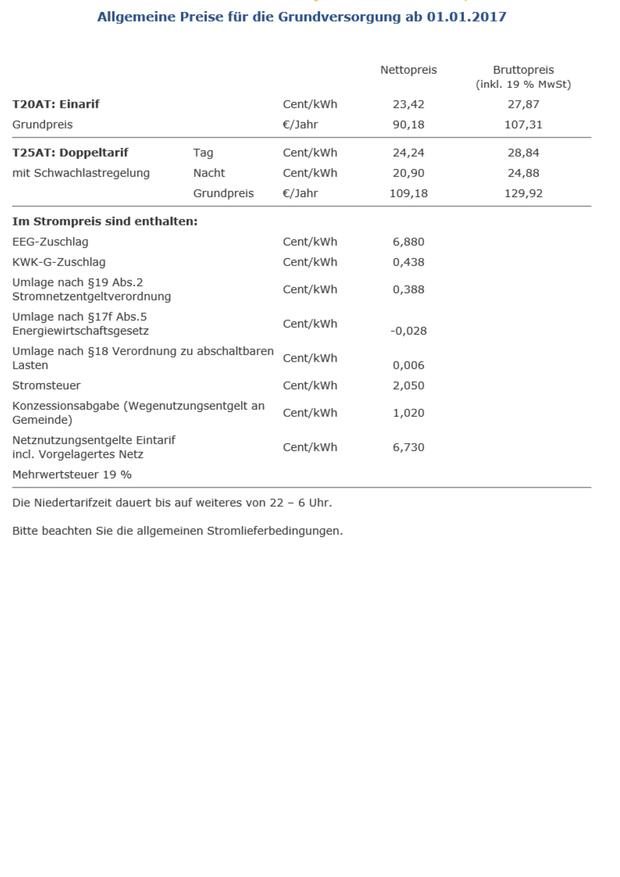 Allgemeine Preise für die Grundversorgung ab 01.01.2017
Nettopreis Bruttopreis
(inkl. 19 % MwSt)
T20AT: Einarif Cent/kWh 23,42 27,87
Grundpreis €/Jahr 90,18 107,31
T25AT: Doppeltarif Tag Cent/kWh 24,24 28,84
mit Schwachlastregelung Nacht Cent/kWh 20,90 24,88
Grundpreis €/Jahr 109,18 129,92
Im Strompreis sind enthalten:
EEG-Zuschlag Cent/kWh 6,880
KWK-G-Zuschlag Cent/kWh 0,438
Umlage nach §19 Abs.2
Stromnetzentgeltverordnung Cent/kWh 0,388
Umlage nach §17f Abs.5
Energiewirtschaftsgesetz Cent/kWh -0,028
Umlage nach §18 Verordnung zu abschaltbaren
Lasten Cent/kWh 0,006
Stromsteuer Cent/kWh 2,050
Konzessionsabgabe (Wegenutzungsentgelt an
Gemeinde) Cent/kWh 1,020
Netznutzungsentgelte Eintarif
incl. Vorgelagertes Netz Cent/kWh 6,730
Mehrwertsteuer 19 %
Die Niedertarifzeit dauert bis auf weiteres von 22 – 6 Uhr.
Bitte beachten Sie die allgemeinen Stromlieferbedingungen.